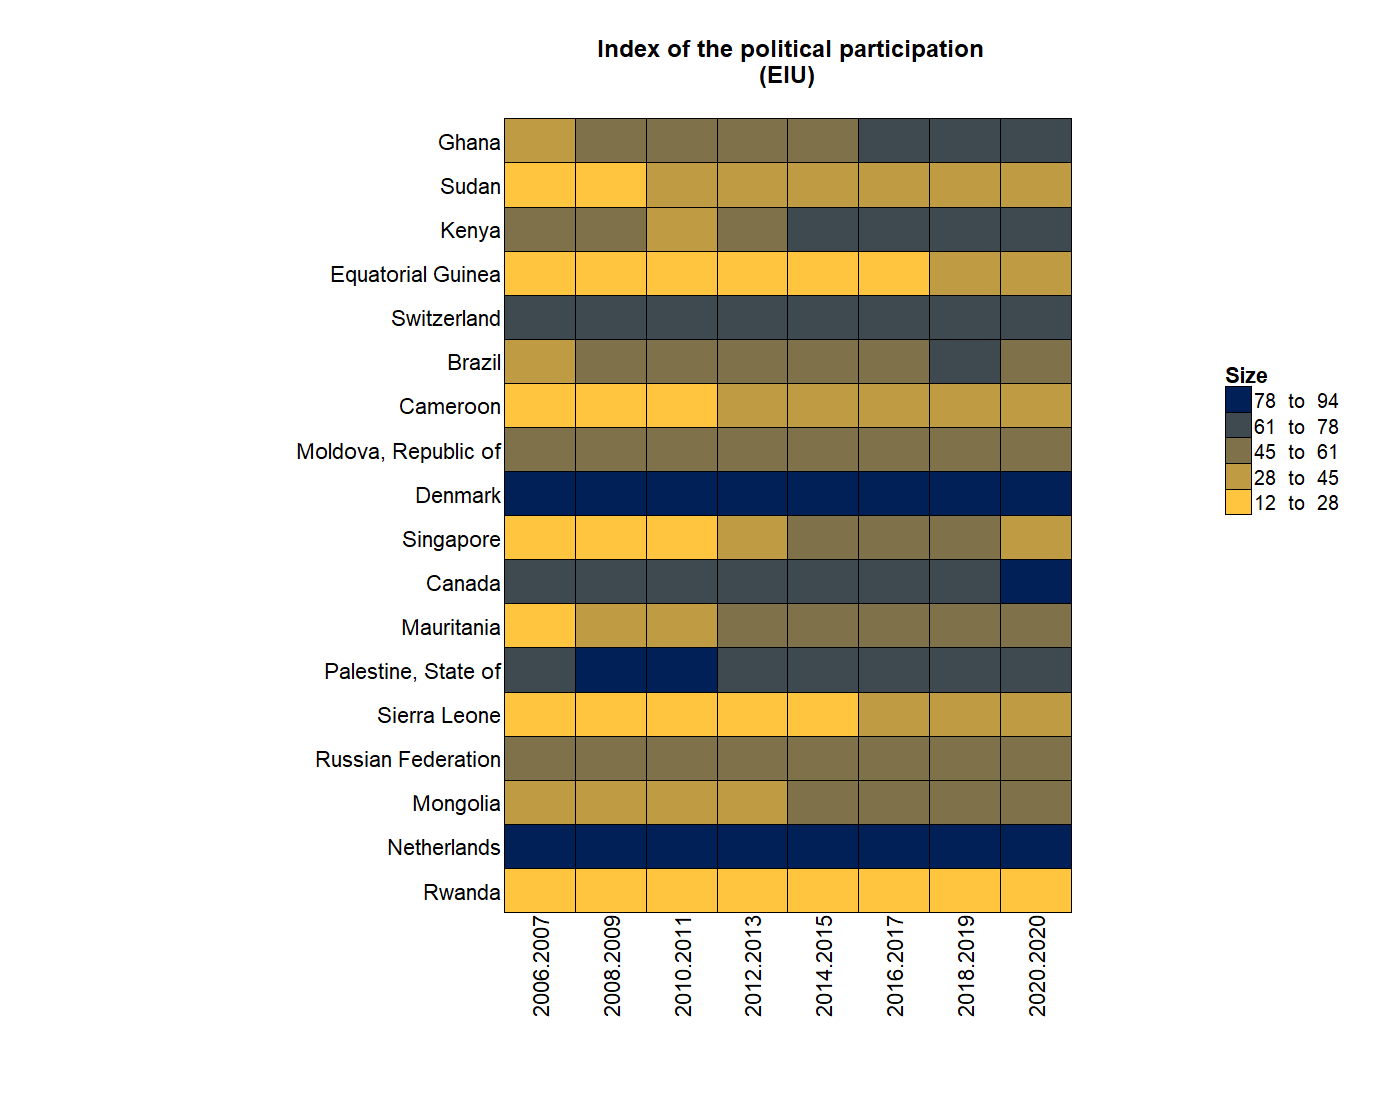 Index of the political participation
(EIU)
Ghana
Sudan
Kenya
Equatorial Guinea
Switzerland
Brazil
Cameroon
Moldova, Republic of
Denmark
Singapore
Canada
Mauritania
Palestine, State of
Sierra Leone
Russian Federation
Mongolia
Netherlands
Rwanda
2006.2007
2008.2009
2010.2011
2012.2013
2014.2015
2016.2017
2018.2019
2020.2020
Size
78 to 94
61 to 78
45 to 61
28 to 45
12 to 28